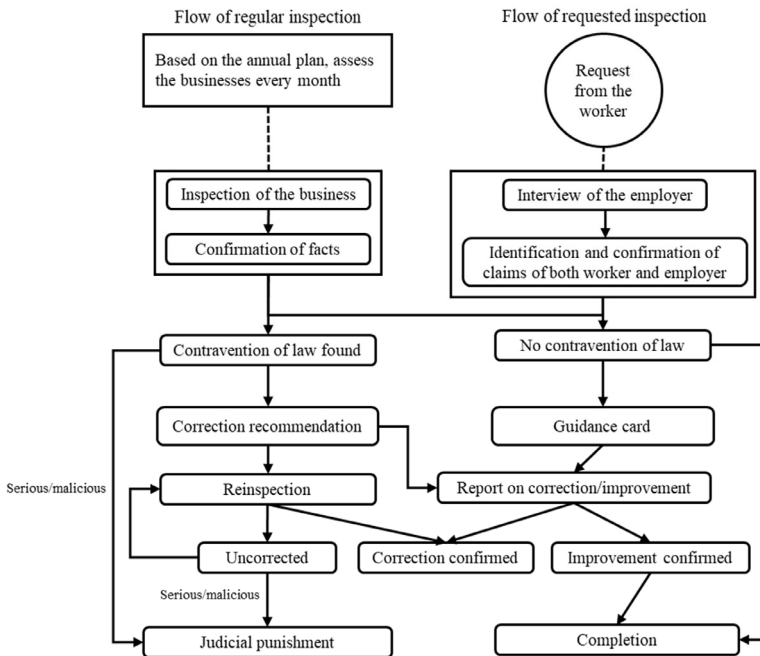 Flow of regular inspection
Flow of requested inspection
Based on the annual plan, assess
the businesses every month
Request
from the
worker
Inspection of the business
Confirmation of facts
Interview of the employer
Identification and confirmation of
claims of both worker and employer
Contravention of law found
No contravention of law
Correction recommendation
Guidance card
Serious/malicious
Reinspection
Report on correction/improvement
Uncorrected
Correction confirmed
Improvement confirmed
Serious/malicious
Judicial punishment
Completion